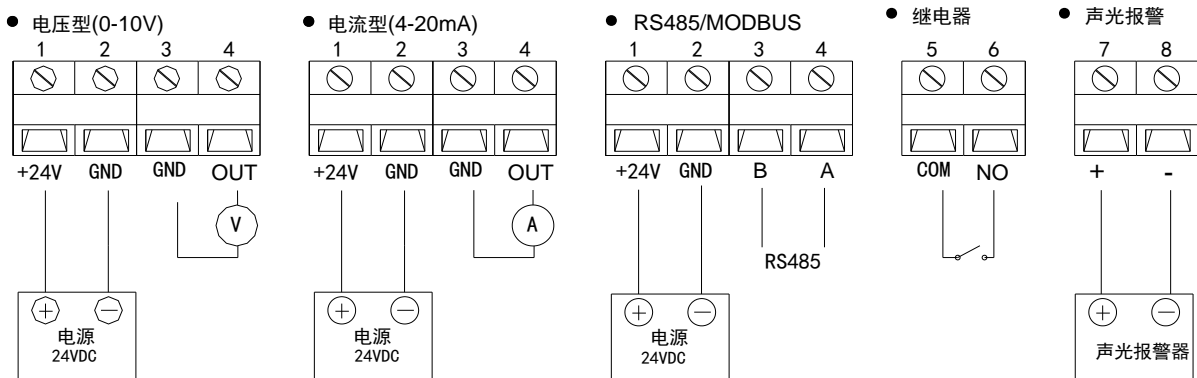 ● 电压型(0-10V)
1 2 3 4
+24V GND GND OUT
V
+ −
电源
24VDC
● 电流型(4-20mA)
1 2 3 4
+24V GND GND OUT
A
+ −
电源
24VDC
● RS485/MODBUS
1 2 3 4
+24V GND B A
RS485
+ −
电源
24VDC
● 继电器
5 6
COM NO
● 声光报警
7 8
+ -
+ −
声光报警器